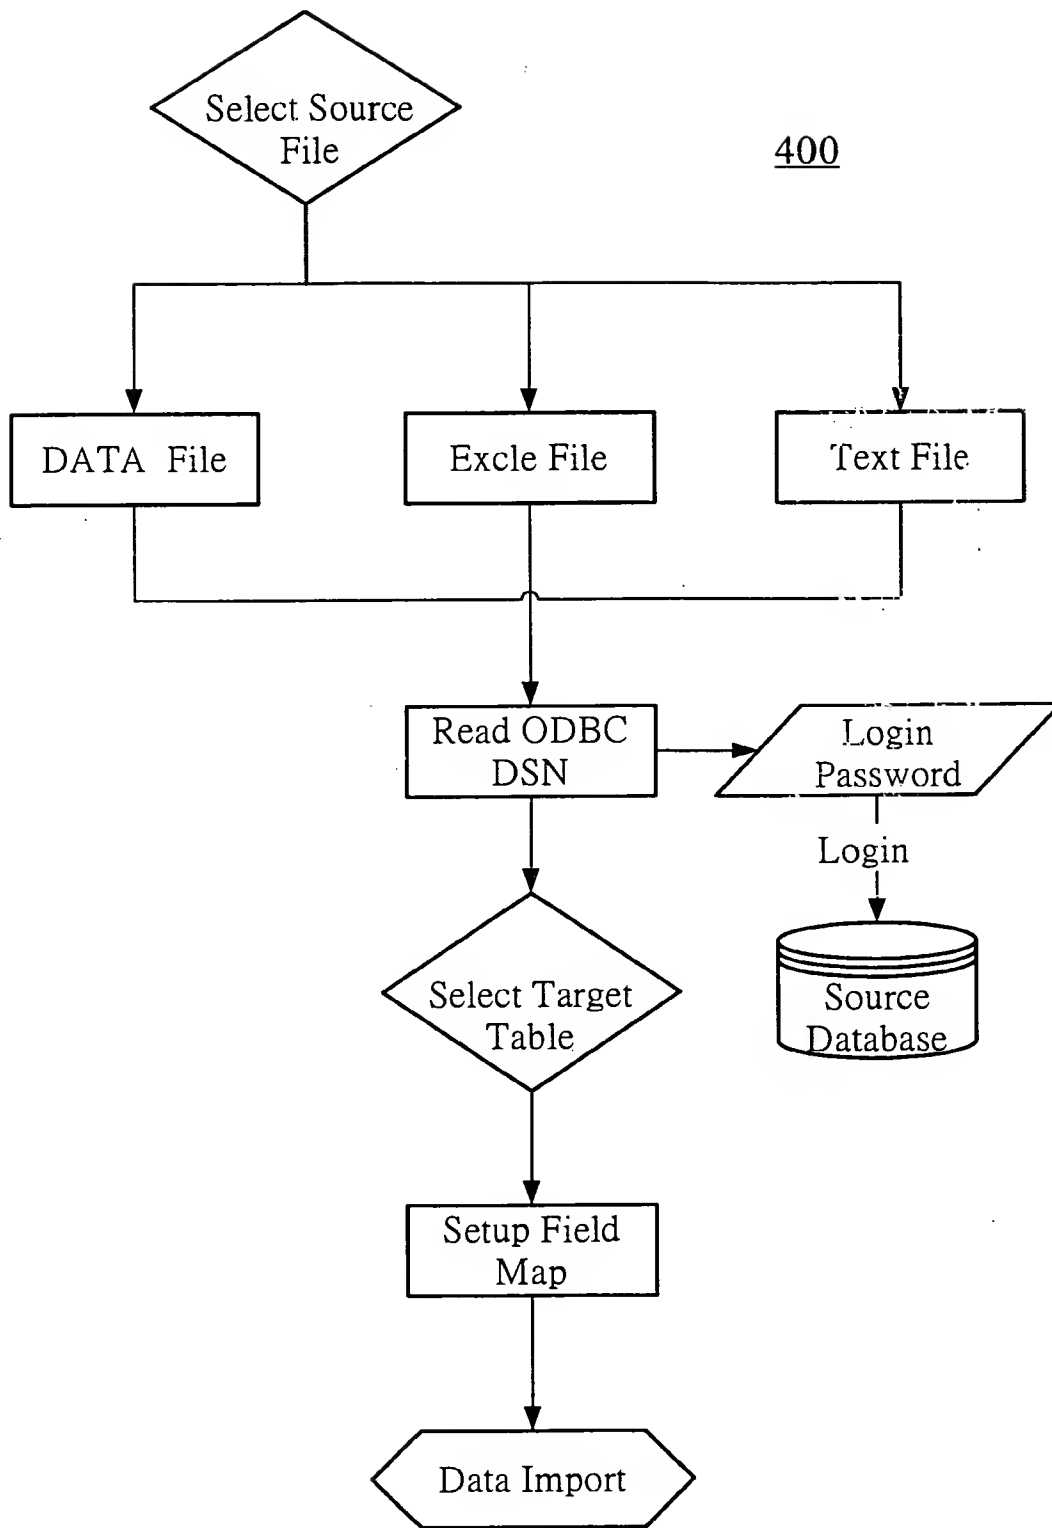 Select Source
File
400
DATA File
Excle File
Text File
Read ODBC
DSN
Login
Password
Login
Select Target
Table
Source
Database
Setup Field
Map
Data Import